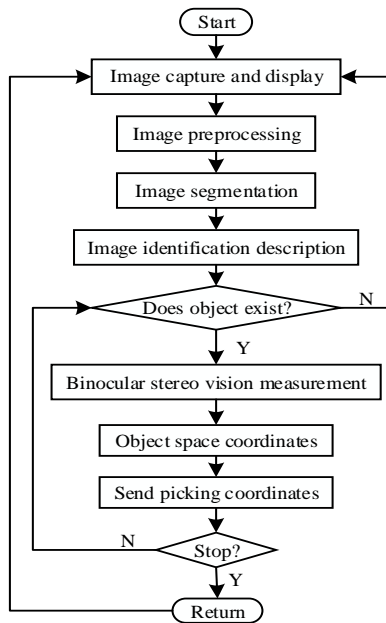 Start
Image capture and display
Image preprocessing
Image segmentation
Image identification description
Does object exist?
N
Y
Binocular stereo vision measurement
Object space coordinates
Send picking coordinates
N
Stop?
Y
Return